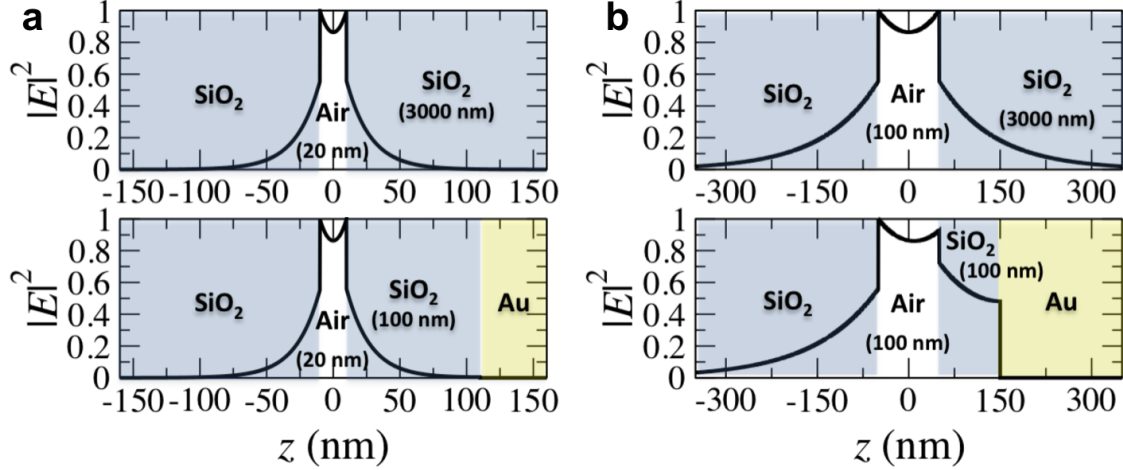 a
1
0.8
0.6
0.4
0.2
0
|E|²
SiO₂
Air
(20 nm)
SiO₂
(3000 nm)
-150 -100 -50 0 50 100 150
1
0.8
0.6
0.4
0.2
0
|E|²
SiO₂
Air
(20 nm)
SiO₂
(100 nm)
Au
-150 -100 -50 0 50 100 150
z (nm)
b
1
0.8
0.6
0.4
0.2
0
|E|²
SiO₂
Air
(100 nm)
SiO₂
(3000 nm)
-300 -150 0 150 300
1
0.8
0.6
0.4
0.2
0
|E|²
SiO₂
Air
(100 nm)
SiO₂
(100 nm)
Au
-300 -150 0 150 300
z (nm)